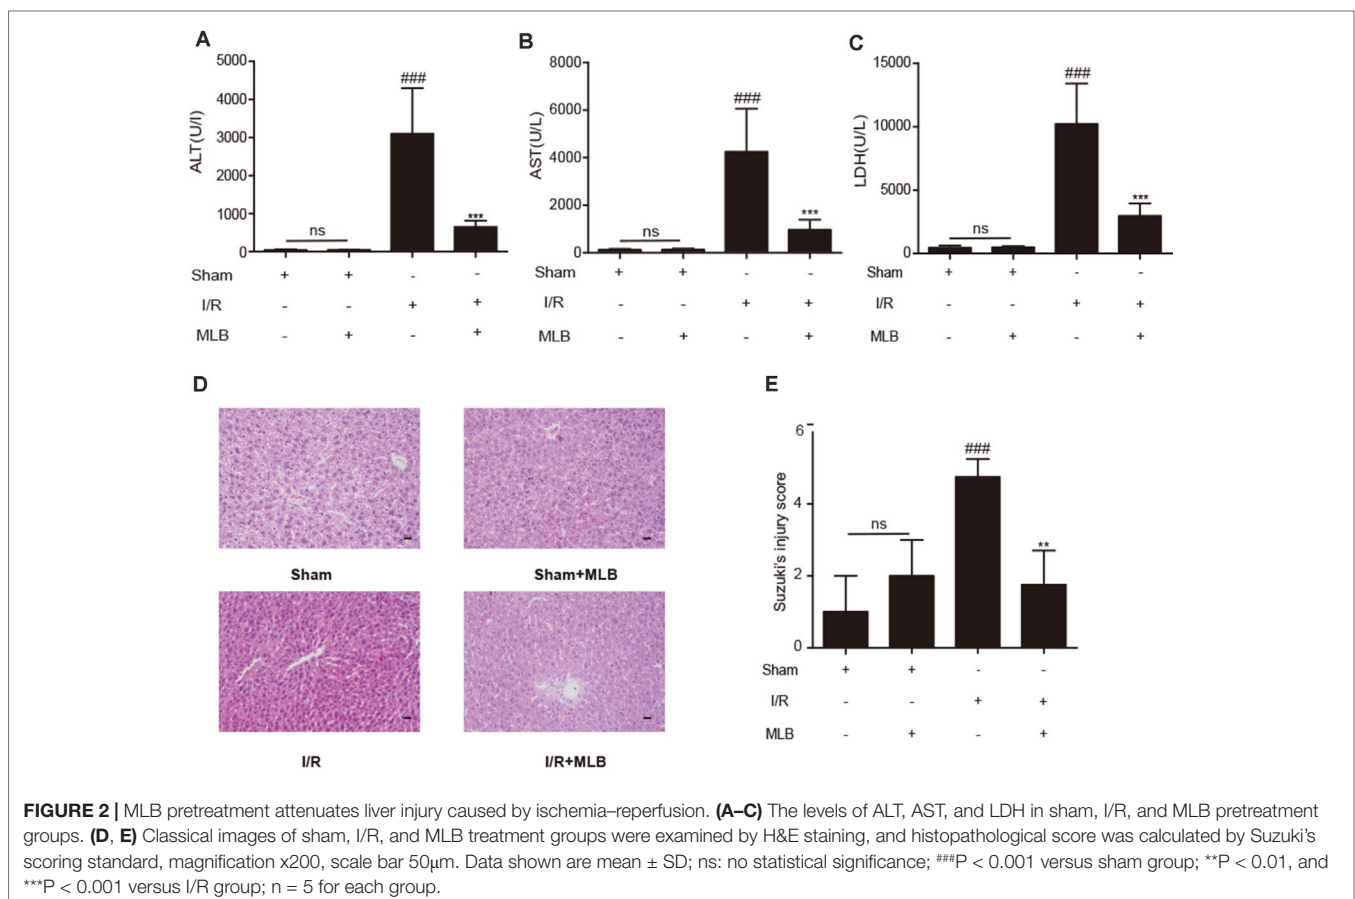 A
5000
4000
3000
2000
1000
0
ALT(U/l)
###
***
ns
Sham + + - -
I/R - - + +
MLB - + - +
B
8000
6000
4000
2000
0
AST(U/L)
###
***
ns
Sham + + - -
I/R - - + +
MLB - + - +
C
15000
10000
5000
0
LDH(U/L)
###
***
ns
Sham + + - -
I/R - - + +
MLB - + - +
D
Sham
Sham+MLB
I/R
I/R+MLB
E
6
4
2
0
Suzuki's injury score
###
**
ns
Sham + + - -
I/R - - + +
MLB - + - +
FIGURE 2 | MLB pretreatment attenuates liver injury caused by ischemia–reperfusion. (A–C) The levels of ALT, AST, and LDH in sham, I/R, and MLB pretreatment
groups. (D, E) Classical images of sham, I/R, and MLB treatment groups were examined by H&E staining, and histopathological score was calculated by Suzuki's
scoring standard, magnification x200, scale bar 50μm. Data shown are mean ± SD; ns: no statistical significance; ###P < 0.001 versus sham group; **P < 0.01, and
***P < 0.001 versus I/R group; n = 5 for each group.